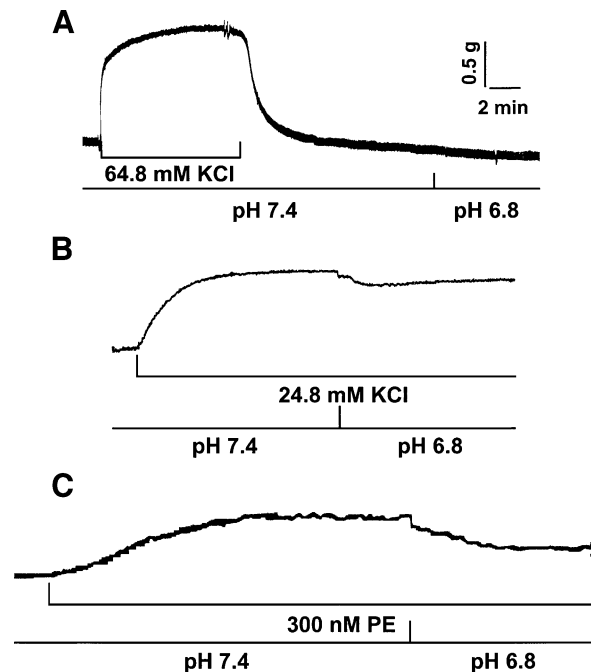 A
0.5 g
2 min
64.8 mM KCl
pH 7.4
pH 6.8
B
24.8 mM KCl
pH 7.4
pH 6.8
C
300 nM PE
pH 7.4
pH 6.8